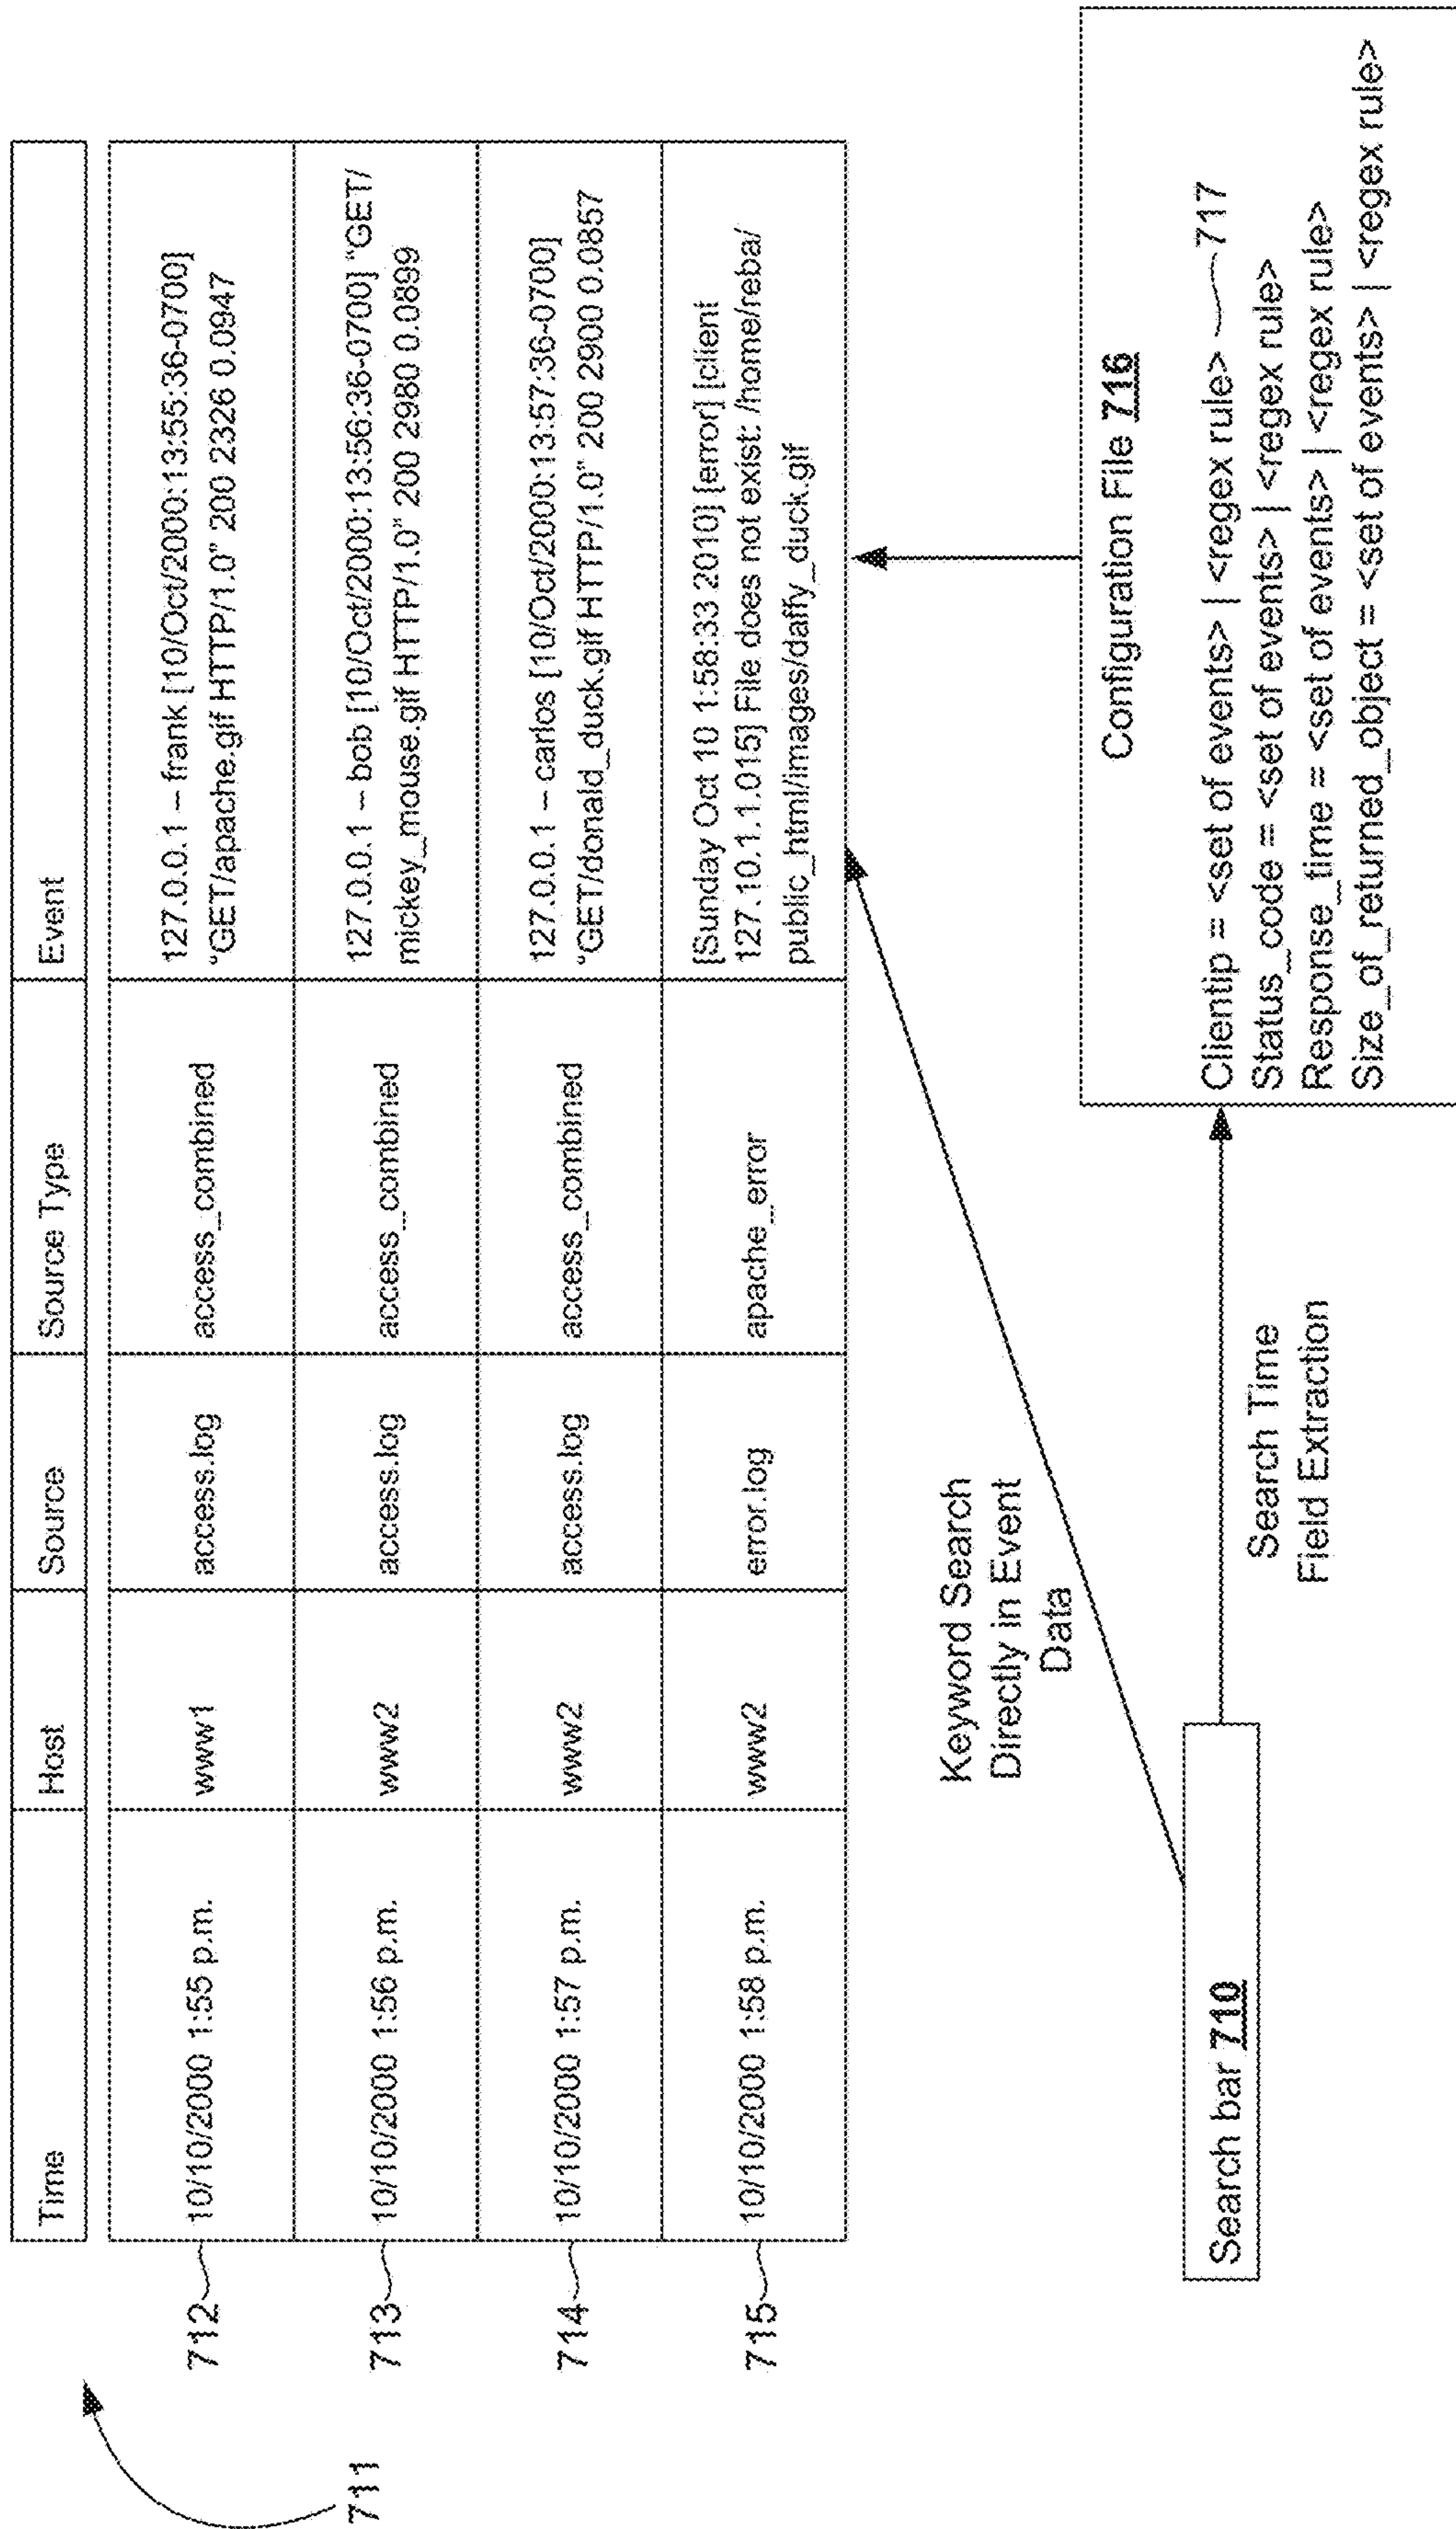 711
Time Host Source Source Type Event
712 10/10/2000 1:55 p.m. www1 access.log access_combined 127.0.0.1 – frank [10/Oct/2000:13:55:36-0700]
"GET/apache.gif HTTP/1.0" 200 2326 0.0947
713 10/10/2000 1:56 p.m. www2 access.log access_combined 127.0.0.1 – bob [10/Oct/2000:13:56:36-0700] "GET/
mickey_mouse.gif HTTP/1.0" 200 2980 0.0899
714 10/10/2000 1:57 p.m. www2 access.log access_combined 127.0.0.1 – carlos [10/Oct/2000:13:57:36-0700]
"GET/donald_duck.gif HTTP/1.0" 200 2900 0.0857
715 10/10/2000 1:58 p.m. www2 error.log apache_error [Sunday Oct 10 1:58:33 2010] [error] [client
127.10.1.1.015] File does not exist: /home/reba/
public_html/images/daffy_duck.gif
Keyword Search
Directly in Event
Data
Search bar 710
Search Time
Field Extraction
Configuration File 716
Clientip = <set of events> | <regex rule> 717
Status_code = <set of events> | <regex rule>
Response_time = <set of events> | <regex rule>
Size_of_returned_object = <set of events> | <regex rule>